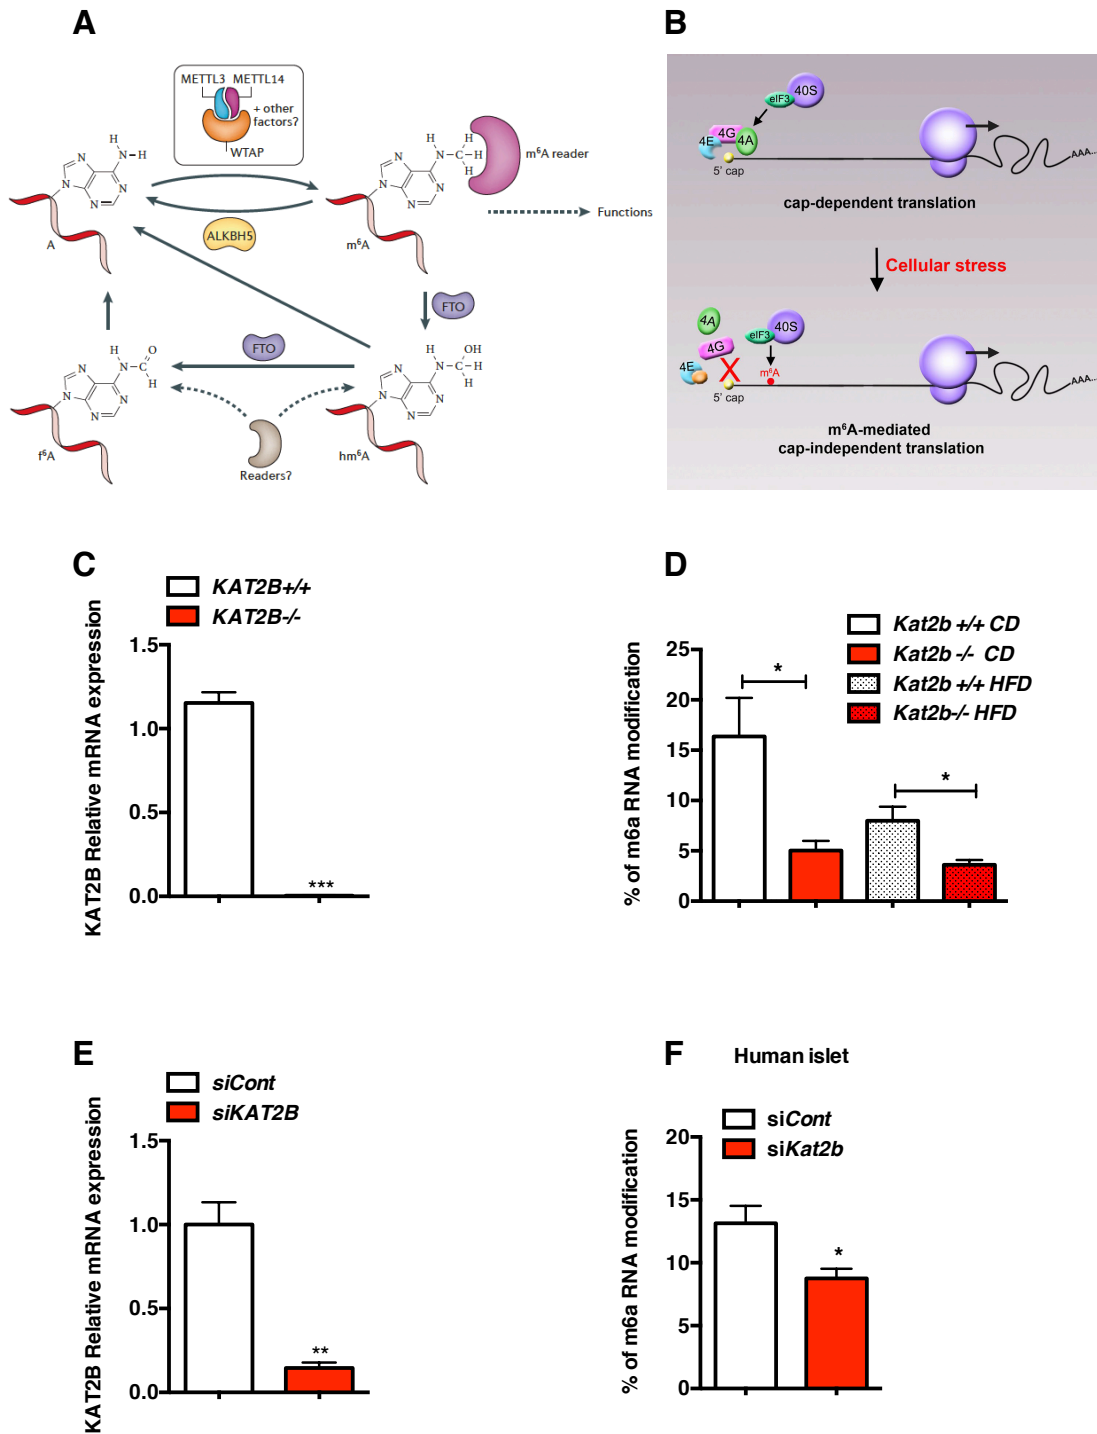 A
METTL3 METTL14
+ other
factors?
WTAP
H
N–H
N
N
N
N
A
H
N–C–H
H
H
N
N
N
N
m⁶A
m⁶A reader
Functions
ALKBH5
FTO
FTO
H
O
N–C
H
N
N
N
N
f⁶A
H
OH
N–C–H
H
N
N
N
N
hm⁶A
Readers?
B
40S
eIF3
4G
4E
4A
5' cap
AAA...
cap-dependent translation
Cellular stress
4A
4G
eIF3
40S
4E
X
m⁶A
5' cap
AAA...
m⁶A-mediated
cap-independent translation
C
KAT2B+/+
KAT2B-/-
KAT2B Relative mRNA expression
1.5
1.0
0.5
0.0
***
D
Kat2b +/+ CD
Kat2b -/- CD
Kat2b +/+ HFD
Kat2b-/- HFD
% of m6a RNA modification
25
20
15
10
5
0
*
*
E
siCont
siKAT2B
KAT2B Relative mRNA expression
1.5
1.0
0.5
0.0
**
F
Human islet
siCont
siKat2b
% of m6a RNA modification
20
15
10
5
0
*